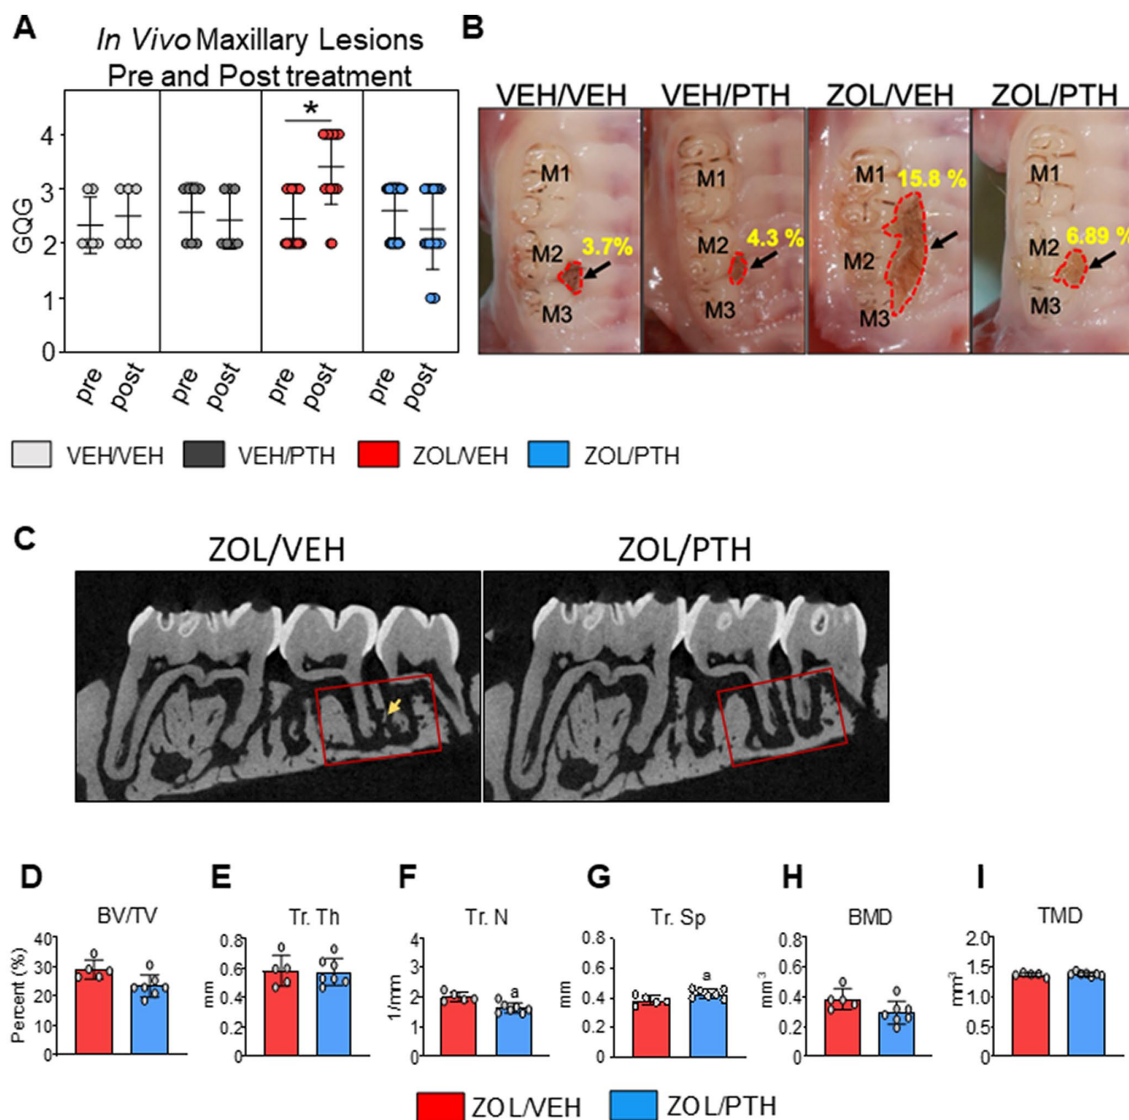 A
In Vivo Maxillary Lesions
Pre and Post treatment
*
GQG
4
3
2
1
0
pre
post
pre
post
pre
post
pre
post
VEH/VEH
VEH/PTH
ZOL/VEH
ZOL/PTH
B
VEH/VEH
VEH/PTH
ZOL/VEH
ZOL/PTH
M1
M2
3.7%
M3
M1
M2
4.3 %
M3
M1
15.8 %
M2
M3
M1
M2
6.89 %
M3
C
ZOL/VEH
ZOL/PTH
D
BV/TV
Percent (%)
40
30
20
10
0
E
Tr. Th
mm
0.8
0.6
0.4
0.2
0
F
Tr. N
1/mm
4
3
2
1
0
a
G
Tr. Sp
mm
0.8
0.6
0.4
0.2
0
a
H
BMD
mm³
0.8
0.6
0.4
0.2
0
I
TMD
mm³
2.0
1.5
1.0
0.5
0
ZOL/VEH
ZOL/PTH